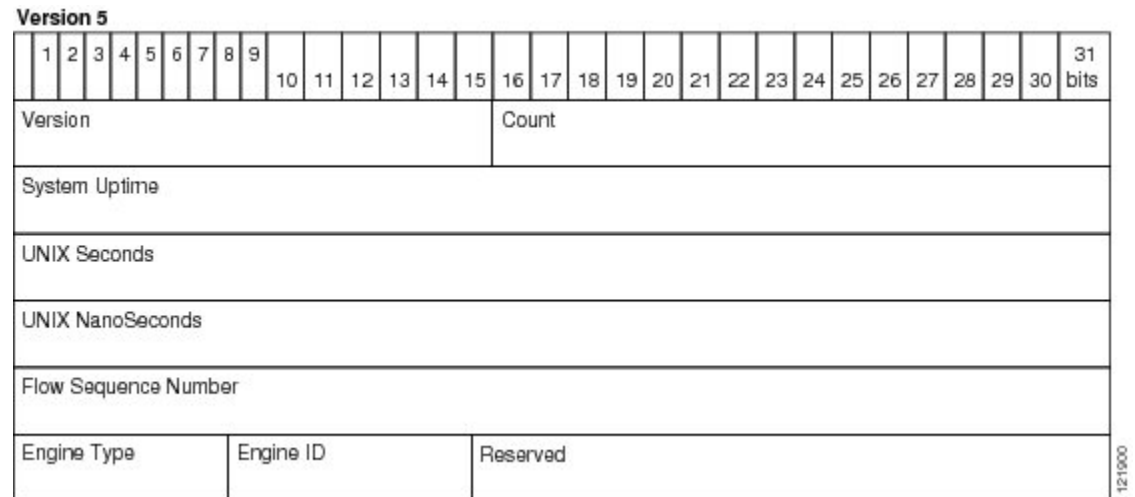 Version 5
1 2 3 4 5 6 7 8 9 10 11 12 13 14 15 16 17 18 19 20 21 22 23 24 25 26 27 28 29 30 31 bits
Version Count
System Uptime
UNIX Seconds
UNIX NanoSeconds
Flow Sequence Number
Engine Type Engine ID Reserved
121900